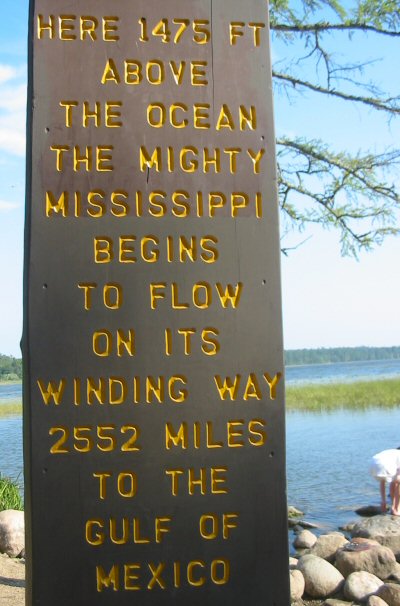 HERE 1475 FT
ABOVE
THE OCEAN
THE MIGHTY
MISSISSIPPI
BEGINS
TO FLOW
ON ITS
WINDING WAY
2552 MILES
TO THE
GULF OF
MEXICO